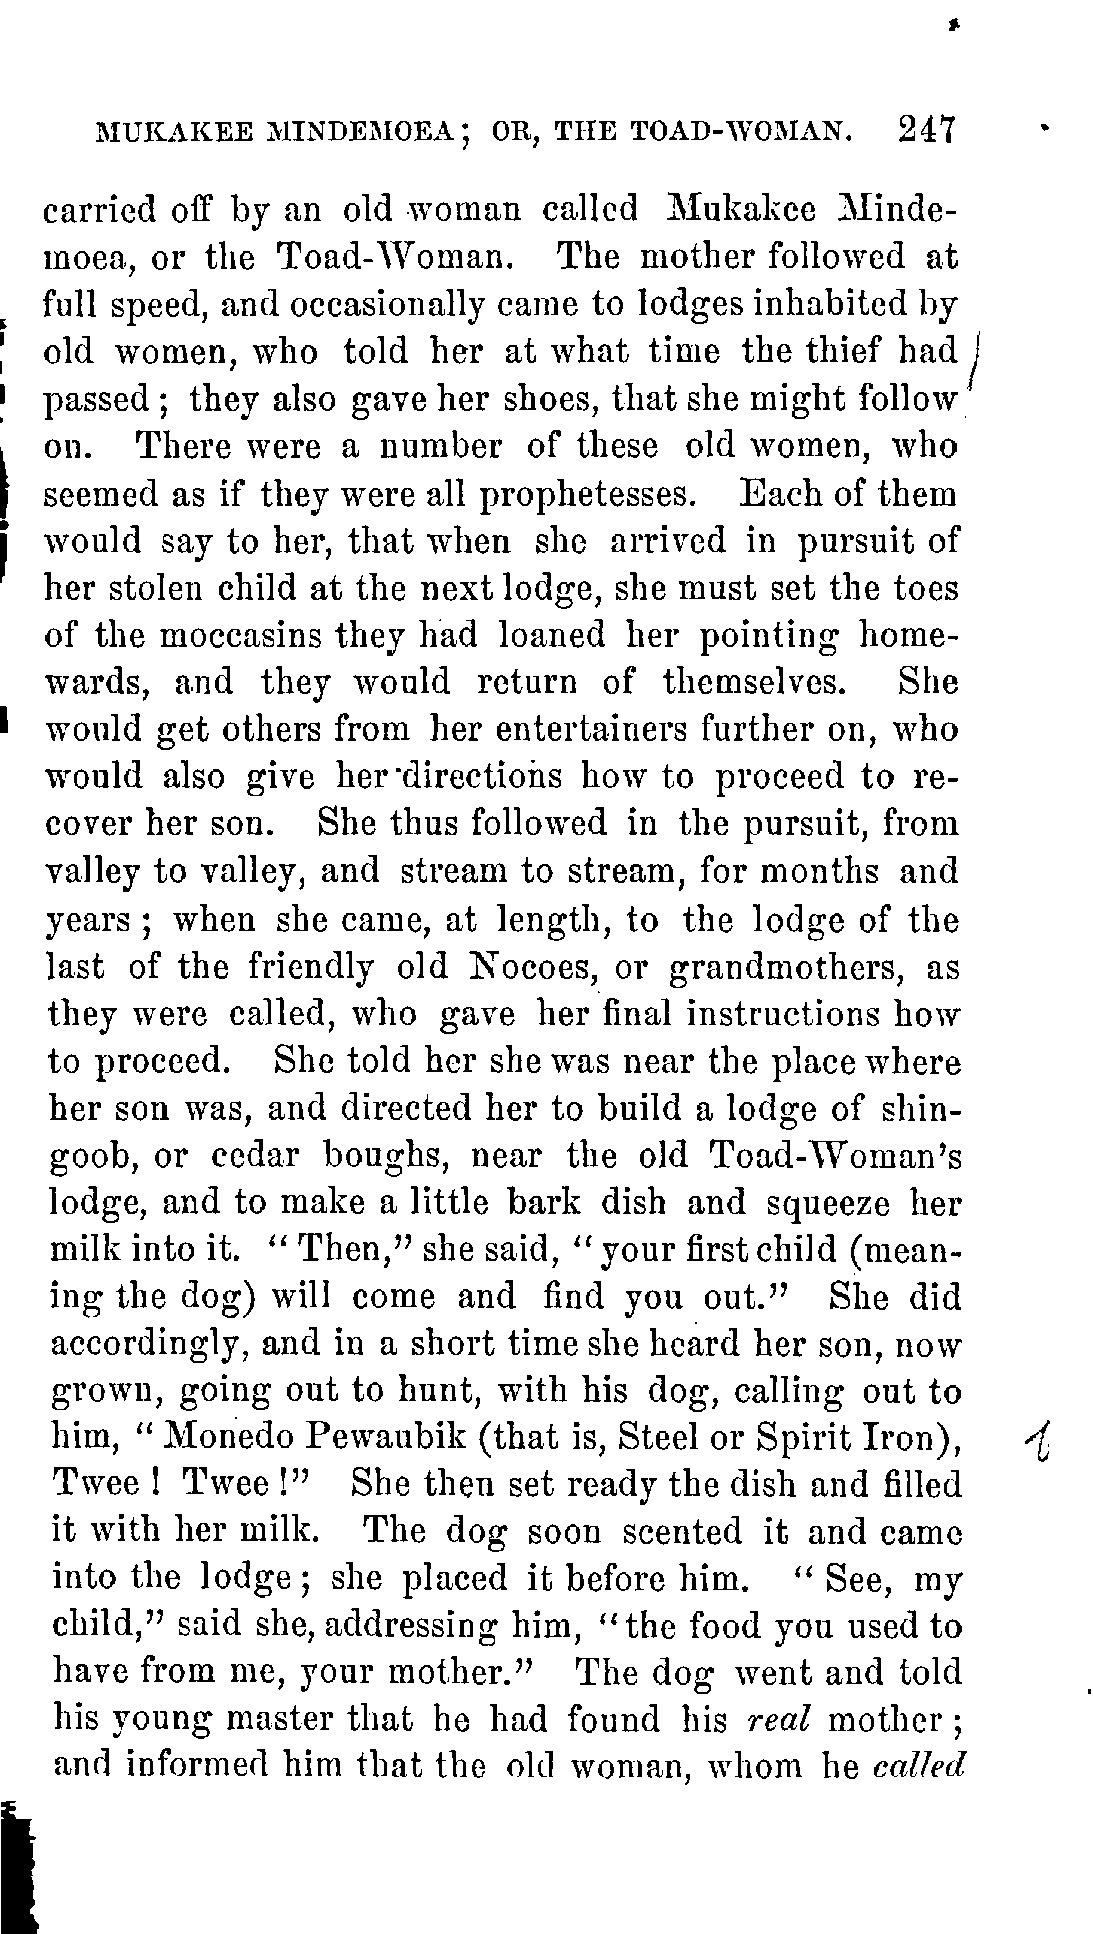 MUKAKEE MINDEMOEA; OR, THE TOAD-WOMAN. 247
carried off by an old woman called Mukakee Minde-
moea, or the Toad-Woman. The mother followed at
full speed, and occasionally came to lodges inhabited by
old women, who told her at what time the thief had
passed; they also gave her shoes, that she might follow
on. There were a number of these old women, who
seemed as if they were all prophetesses. Each of them
would say to her, that when she arrived in pursuit of
her stolen child at the next lodge, she must set the toes
of the moccasins they had loaned her pointing home-
wards, and they would return of themselves. She
would get others from her entertainers further on, who
would also give her directions how to proceed to re-
cover her son. She thus followed in the pursuit, from
valley to valley, and stream to stream, for months and
years; when she came, at length, to the lodge of the
last of the friendly old Nocoes, or grandmothers, as
they were called, who gave her final instructions how
to proceed. She told her she was near the place where
her son was, and directed her to build a lodge of shin-
goob, or cedar boughs, near the old Toad-Woman's
lodge, and to make a little bark dish and squeeze her
milk into it. "Then," she said, "your first child (mean-
ing the dog) will come and find you out." She did
accordingly, and in a short time she heard her son, now
grown, going out to hunt, with his dog, calling out to
him, "Monedo Pewaubik (that is, Steel or Spirit Iron),
Twee! Twee!" She then set ready the dish and filled
it with her milk. The dog soon scented it and came
into the lodge; she placed it before him. "See, my
child," said she, addressing him, "the food you used to
have from me, your mother." The dog went and told
his young master that he had found his real mother;
and informed him that the old woman, whom he called